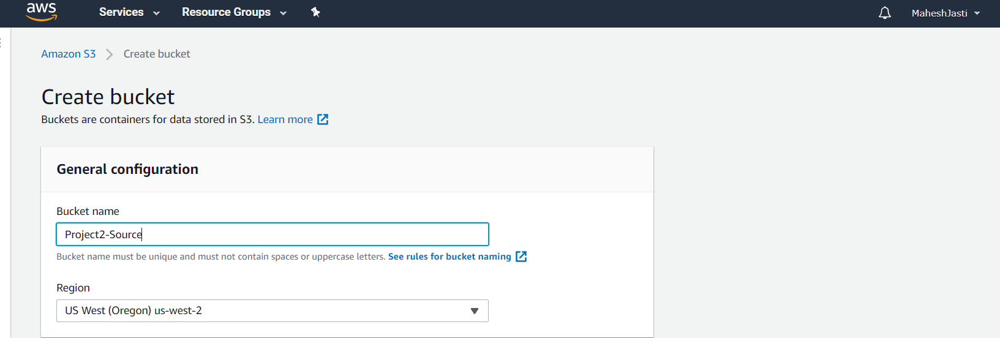 aws Services Resource Groups MaheshJasti
Amazon S3 Create bucket
Create bucket
Buckets are containers for data stored in S3. Learn more
General configuration
Bucket name
Project2-Source
Bucket name must be unique and must not contain spaces or uppercase letters. See rules for bucket naming
Region
US West (Oregon) us-west-2